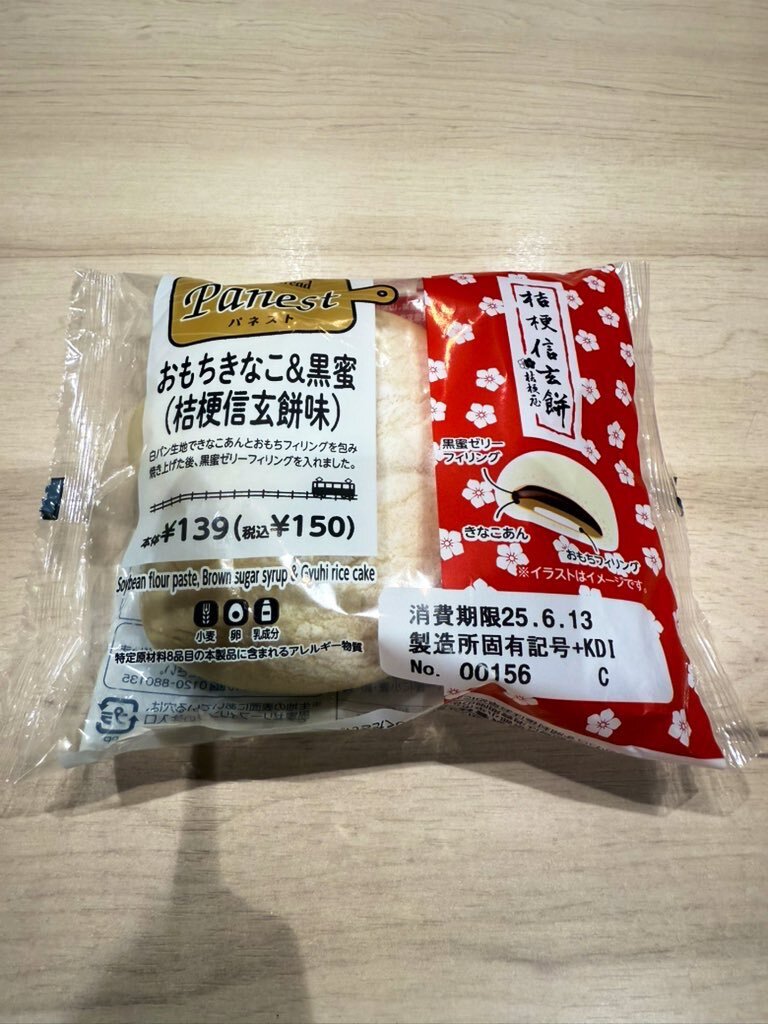 Panest
パネスト
おもちきなこ&黒蜜
(桔梗信玄餅味)
白パン生地できなこあんとおもちフィリングを包み
焼き上げた後、黒蜜ゼリーフィリングを入れました。
本体¥139(税込¥150)
Soybean flour paste, Brown sugar syrup & Gyuhi rice cake
小麦 卵 乳成分
特定原材料8品目の本製品に含まれるアレルギー物質
桔梗信玄餅
桔梗屋
黒蜜ゼリー
フィリング
きなこあん
おもちフィリング
※イラストはイメージです。
消費期限25.6.13
製造所固有記号+KDI
No. 00156 C
プラ